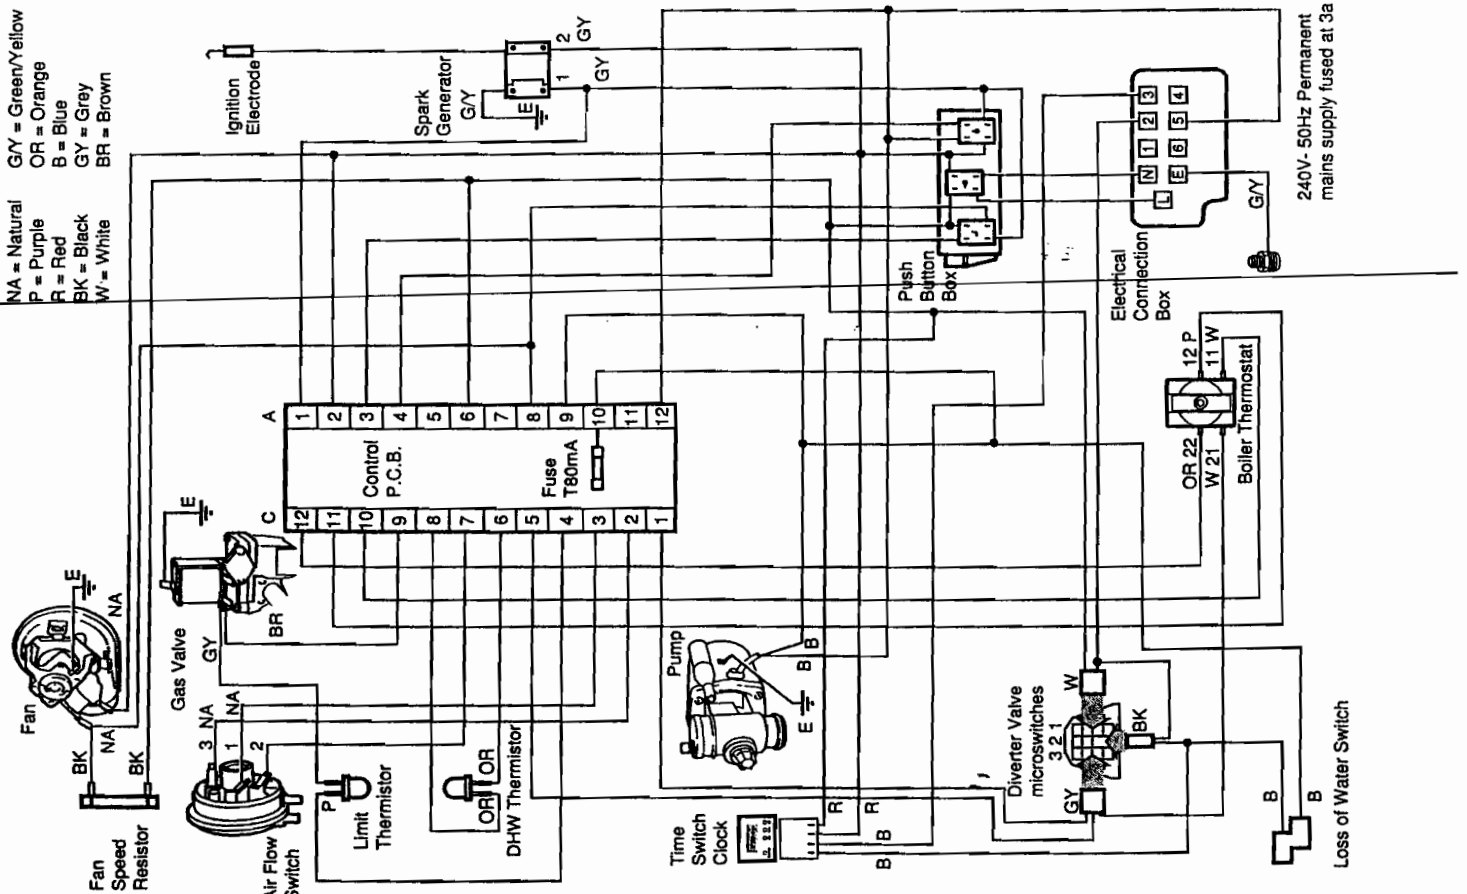 NA = Natural
P = Purple
R = Red
BK = Black
W = White
G/Y = Green/Yellow
OR = Orange
B = Blue
GY = Grey
BR = Brown
Ignition
Electrode
Spark
Generator
G/Y
E
1
2
GY
GY
Push
Button
Box
Electrical
Connection
Box
L
N
1
2
3
E
6
5
4
G/Y
240V- 50Hz Permanent
mains supply fused at 3a
A
1
2
3
4
5
6
7
8
9
10
11
12
Control
P.C.B.
Fuse
T80mA
C
12
11
10
9
8
7
6
5
4
3
2
1
12 P
11 W
OR 22
W 21
Boiler Thermostat
Fan
E
NA
NA
BK
BK
Fan
Speed
Resistor
Gas Valve
E
GY
BR
3
NA
1
NA
2
Air Flow
Switch
P
Limit
Thermistor
OR
OR
DHW Thermistor
Pump
E
B
B
Time
Switch
Clock
R
R
B
B
Diverter Valve
microswitches
3 2 1
W
BK
GY
B
B
Loss of Water Switch